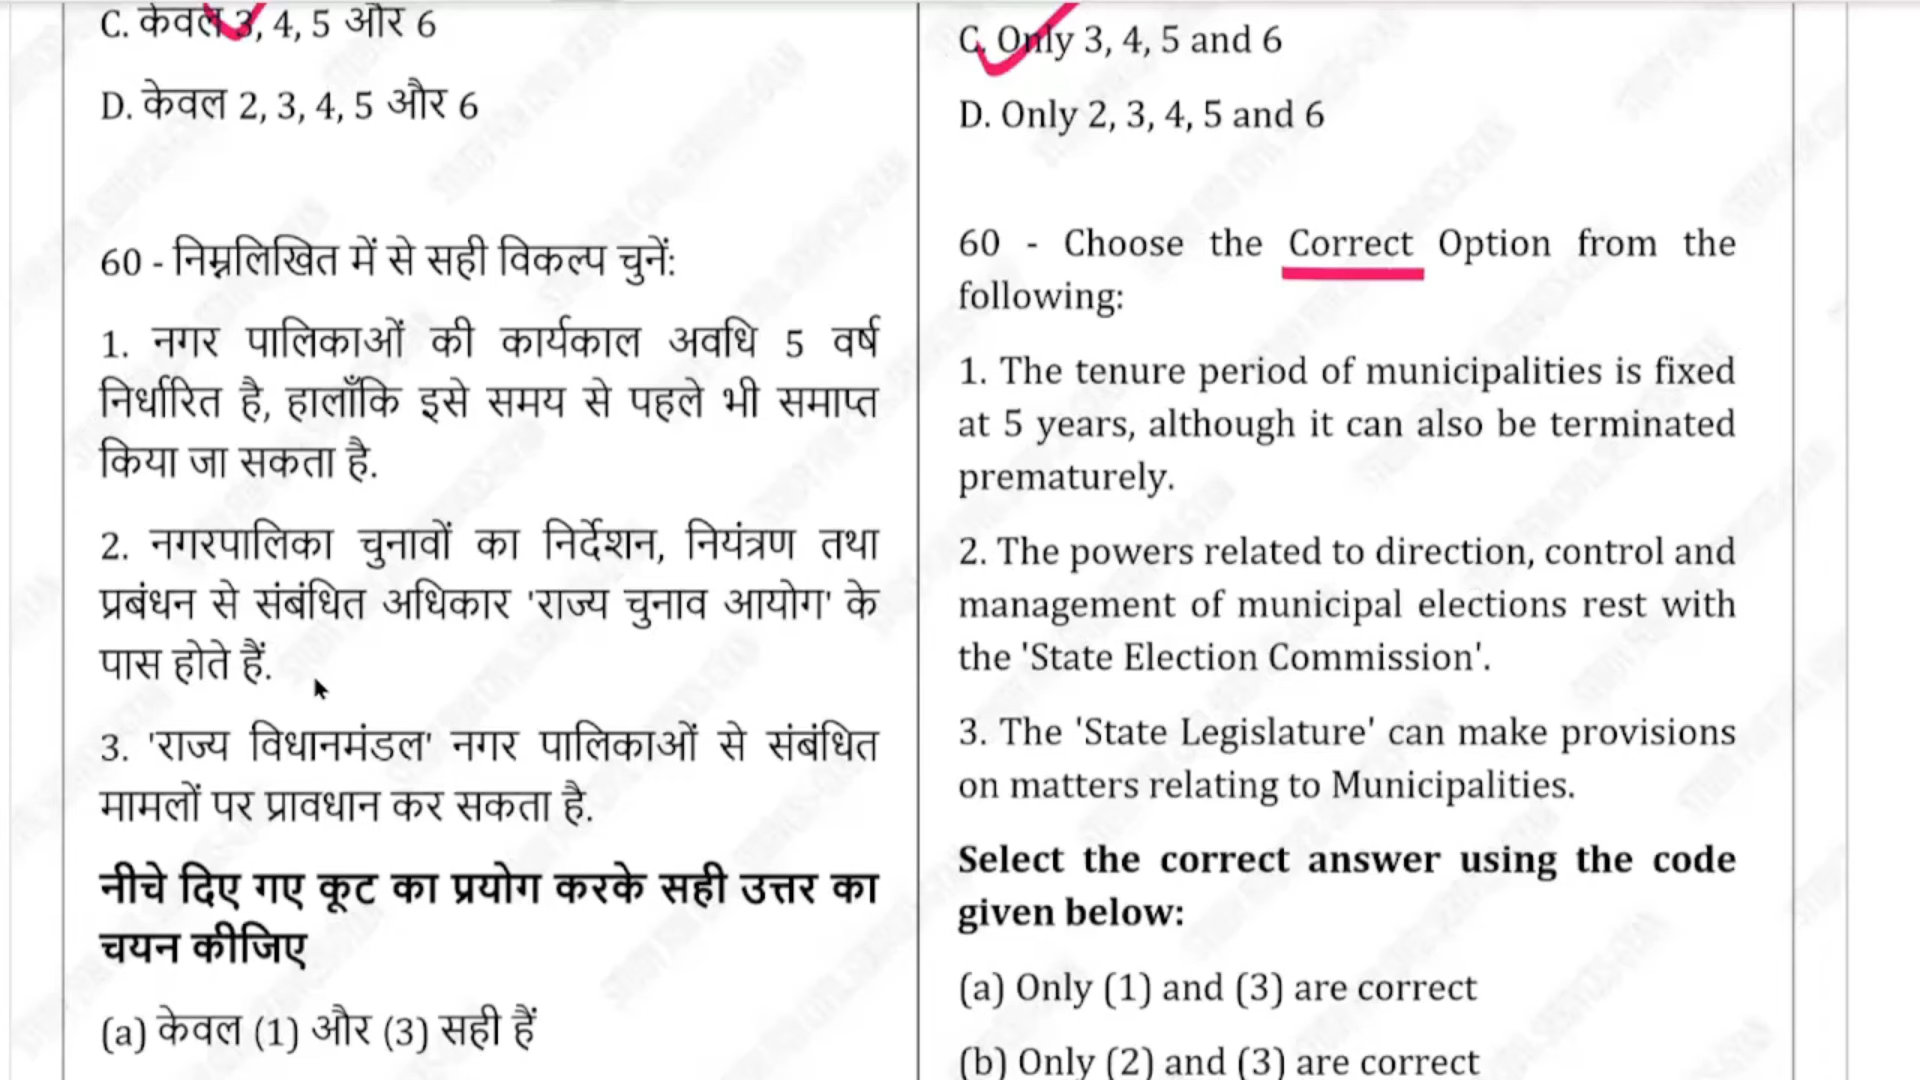 C. केवल 3, 4, 5 और 6
D. केवल 2, 3, 4, 5 और 6
60 - निम्नलिखित में से सही विकल्प चुनें:
1. नगर पालिकाओं की कार्यकाल अवधि 5 वर्ष
निर्धारित है, हालाँकि इसे समय से पहले भी समाप्त
किया जा सकता है.
2. नगरपालिका चुनावों का निर्देशन, नियंत्रण तथा
प्रबंधन से संबंधित अधिकार 'राज्य चुनाव आयोग' के
पास होते हैं.
3. 'राज्य विधानमंडल' नगर पालिकाओं से संबंधित
मामलों पर प्रावधान कर सकता है.
नीचे दिए गए कूट का प्रयोग करके सही उत्तर का
चयन कीजिए
(a) केवल (1) और (3) सही हैं
C. Only 3, 4, 5 and 6
D. Only 2, 3, 4, 5 and 6
60 - Choose the Correct Option from the
following:
1. The tenure period of municipalities is fixed
at 5 years, although it can also be terminated
prematurely.
2. The powers related to direction, control and
management of municipal elections rest with
the 'State Election Commission'.
3. The 'State Legislature' can make provisions
on matters relating to Municipalities.
Select the correct answer using the code
given below:
(a) Only (1) and (3) are correct
(b) Only (2) and (3) are correct